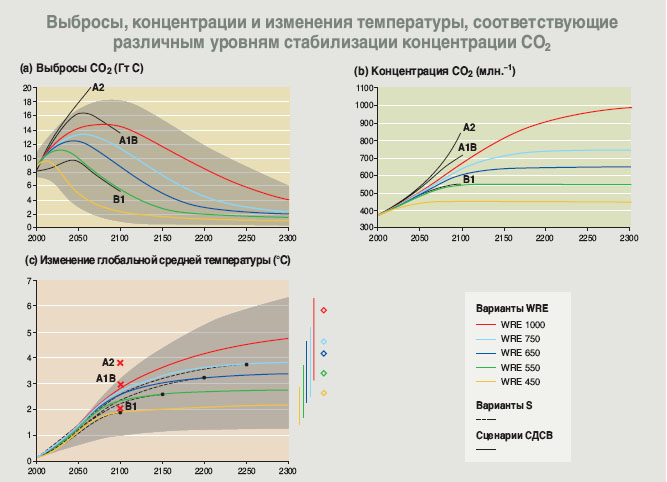 Выбросы, концентрации и изменения температуры, соответствующие
различным уровням стабилизации концентрации CO2
(a) Выбросы CO2 (Гт C)
20
18
16
14
12
10
8
6
4
2
0
2000 2050 2100 2150 2200 2250 2300
A2
A1B
B1
(b) Концентрация CO2 (млн.⁻¹)
1100
1000
900
800
700
600
500
400
300
2000 2050 2100 2150 2200 2250 2300
A2
A1B
B1
(c) Изменение глобальной средней температуры (°C)
7
6
5
4
3
2
1
0
2000 2050 2100 2150 2200 2250 2300
A2
A1B
B1
Варианты WRE
WRE 1000
WRE 750
WRE 650
WRE 550
WRE 450
Варианты S
Сценарии СДСВ